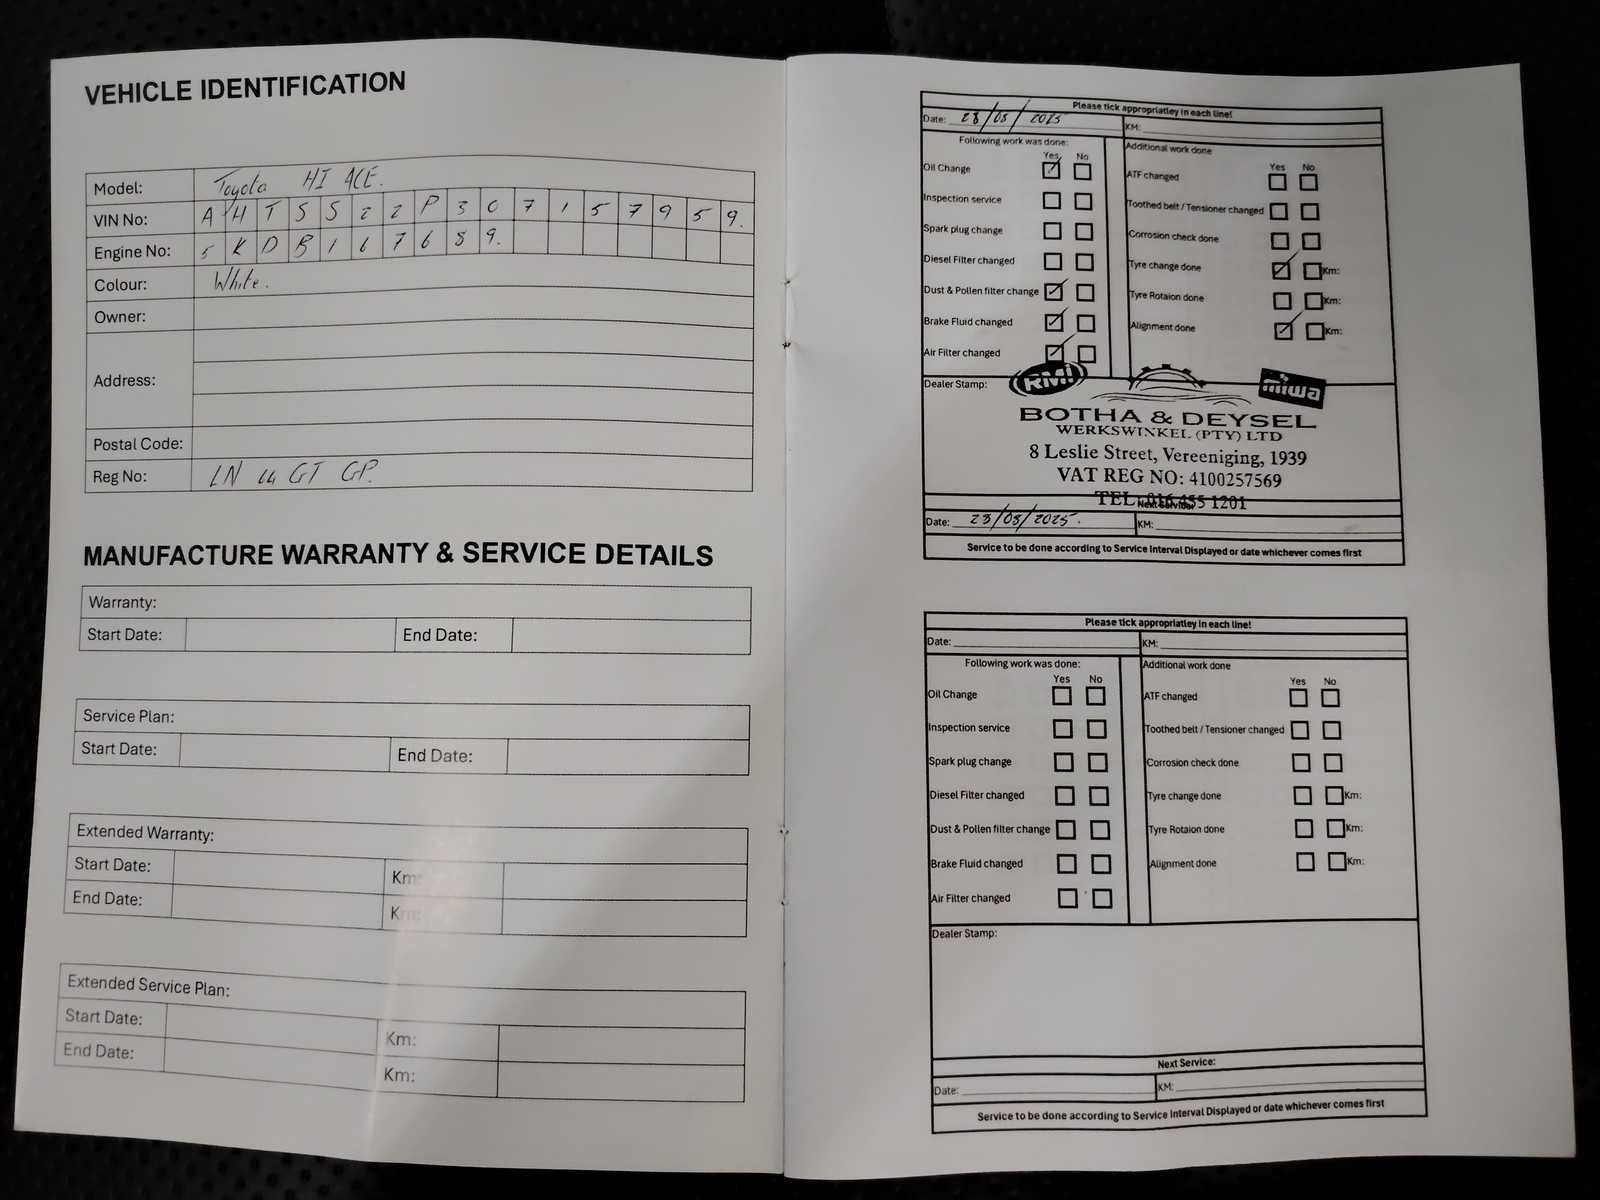 VEHICLE IDENTIFICATION
Model: Toyota HI ACE.
VIN No: A H T S S 2 2 P 3 0 7 1 5 7 9 5 9.
Engine No: 5 K D B 1 6 7 6 8 9.
Colour: White.
Owner:
Address:
Postal Code:
Reg No: LN 44 GT GP.
MANUFACTURE WARRANTY & SERVICE DETAILS
Warranty:
Start Date: End Date:
Service Plan:
Start Date: End Date:
Extended Warranty:
Start Date: Km:
End Date: Km:
Extended Service Plan:
Start Date: Km:
End Date: Km:
Please tick appropriatley in each line!
Date: 28/05/2025 KM:
Following work was done: Additional work done
Yes No Yes No
Oil Change ATF changed
Inspection service Toothed belt / Tensioner changed
Spark plug change Corrosion check done
Diesel Filter changed Tyre change done Km:
Dust & Pollen filter change Tyre Rotaion done Km:
Brake Fluid changed Alignment done Km:
Air Filter changed
Dealer Stamp: RMI miwa
BOTHA & DEYSEL
WERKSWINKEL (PTY) LTD
8 Leslie Street, Vereeniging, 1939
VAT REG NO: 4100257569
TEL: 016 455 1201
Next Service:
Date: 28/08/2025. KM:
Service to be done according to Service Interval Displayed or date whichever comes first
Please tick appropriatley in each line!
Date: KM:
Following work was done: Additional work done
Yes No Yes No
Oil Change ATF changed
Inspection service Toothed belt / Tensioner changed
Spark plug change Corrosion check done
Diesel Filter changed Tyre change done Km:
Dust & Pollen filter change Tyre Rotaion done Km:
Brake Fluid changed Alignment done Km:
Air Filter changed
Dealer Stamp:
Next Service:
Date: KM:
Service to be done according to Service Interval Displayed or date whichever comes first